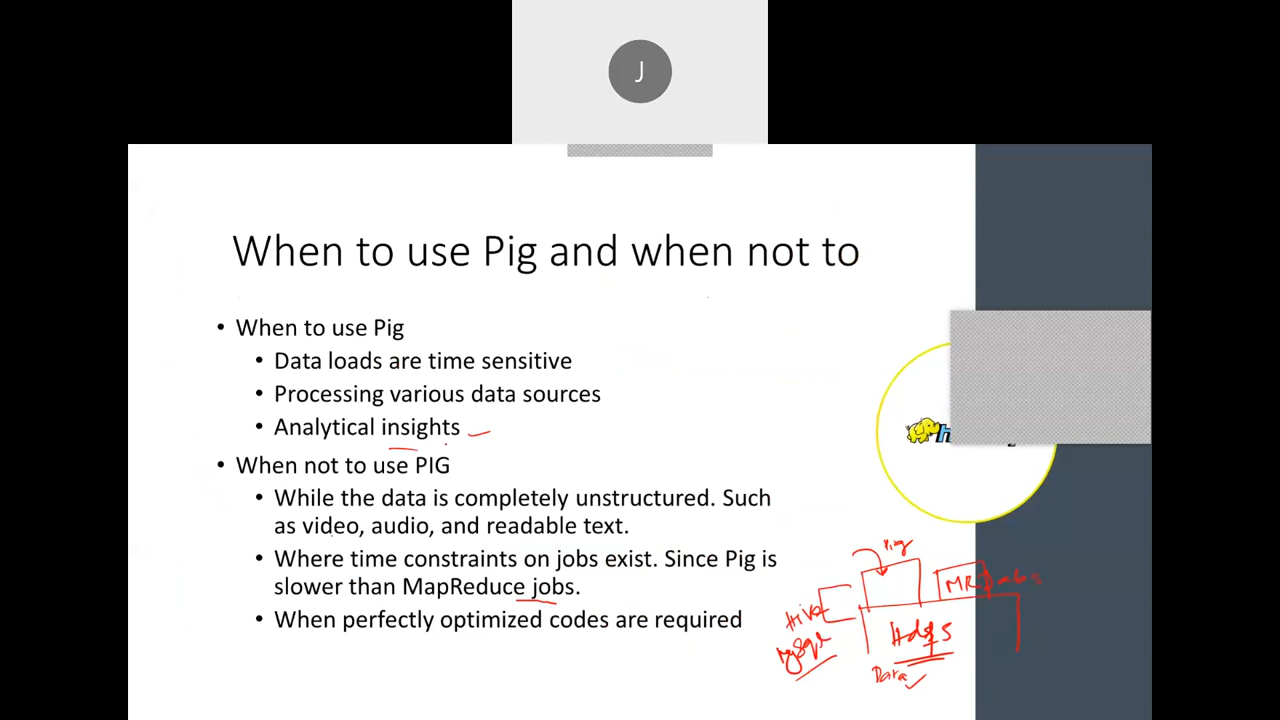 J
When to use Pig and when not to
• When to use Pig
• Data loads are time sensitive
• Processing various data sources
• Analytical insights
• When not to use PIG
• While the data is completely unstructured. Such
as video, audio, and readable text.
• Where time constraints on jobs exist. Since Pig is
slower than MapReduce jobs.
• When perfectly optimized codes are required
Pig
MR
Hive
Hdfs
MySql
Data